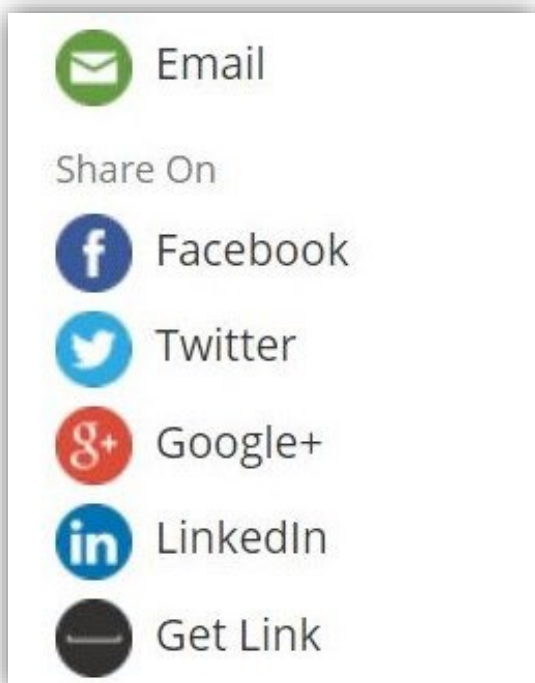 Email
Share On
Facebook
Twitter
Google+
LinkedIn
Get Link